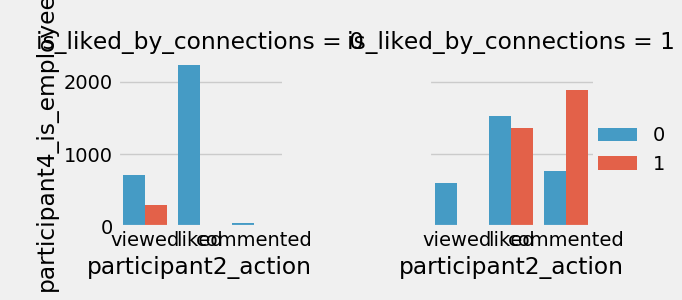 is_liked_by_connections = 0
is_liked_by_connections = 1
participant4_is_employee
2000
1000
0
viewed
liked
commented
viewed
liked
commented
participant2_action
participant2_action
0
1